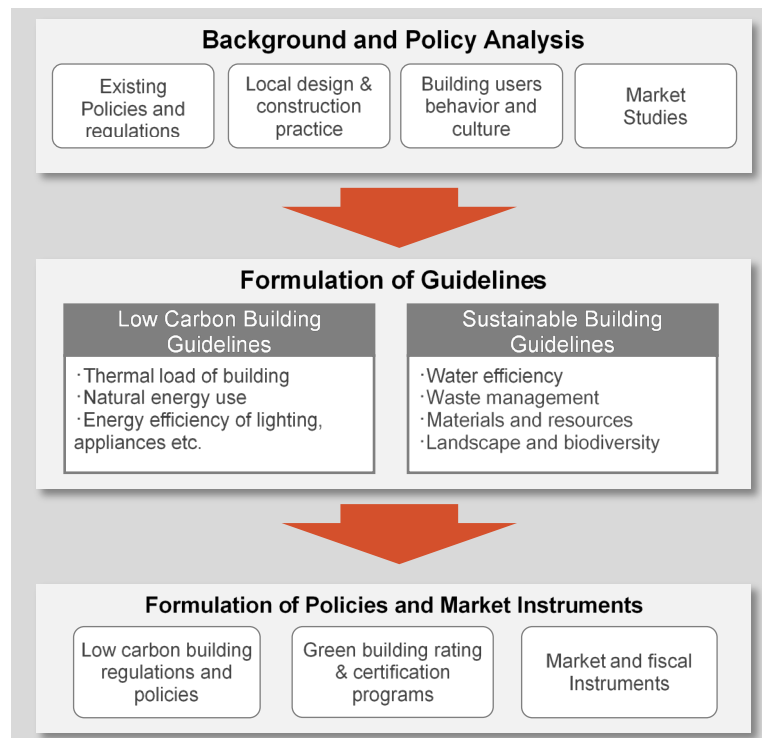 Background and Policy Analysis
Existing
Policies and
regulations
Local design &
construction
practice
Building users
behavior and
culture
Market
Studies
Formulation of Guidelines
Low Carbon Building
Guidelines
·Thermal load of building
·Natural energy use
·Energy efficiency of lighting,
appliances etc.
Sustainable Building
Guidelines
·Water efficiency
·Waste management
·Materials and resources
·Landscape and biodiversity
Formulation of Policies and Market Instruments
Low carbon building
regulations and
policies
Green building rating
& certification
programs
Market and fiscal
Instruments